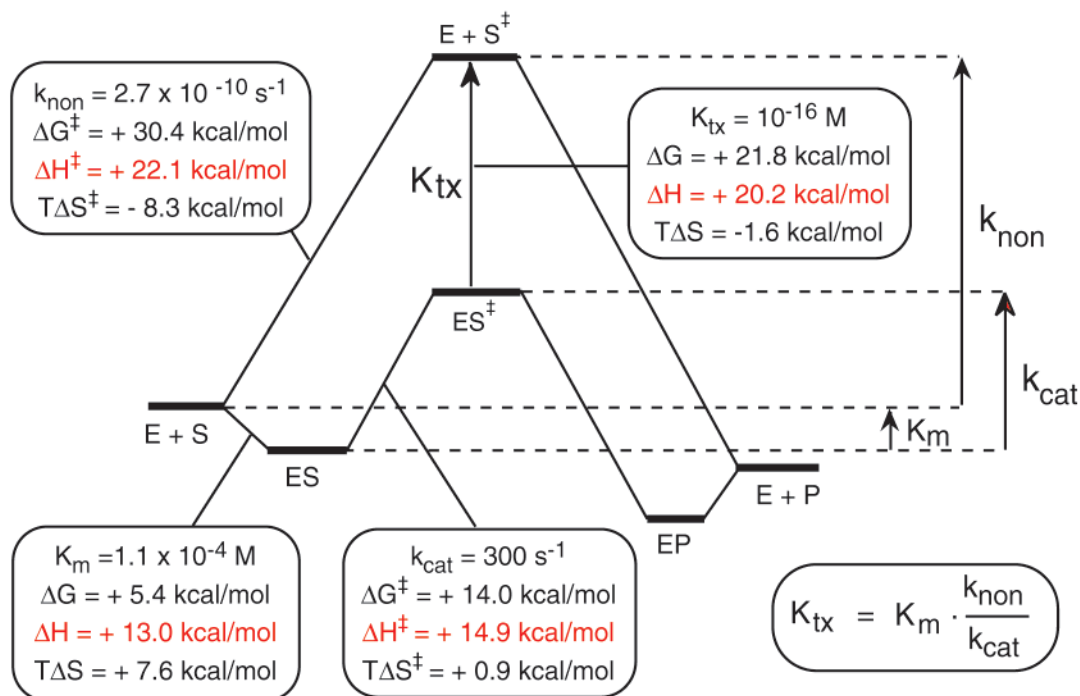 E + S‡
k_non = 2.7 x 10⁻¹⁰ s⁻¹
ΔG‡ = + 30.4 kcal/mol
ΔH‡ = + 22.1 kcal/mol
TΔS‡ = - 8.3 kcal/mol
K_tx = 10⁻¹⁶ M
ΔG = + 21.8 kcal/mol
ΔH = + 20.2 kcal/mol
TΔS = -1.6 kcal/mol
K_tx
k_non
ES‡
k_cat
E + S
K_m
ES
E + P
EP
K_m =1.1 x 10⁻⁴ M
ΔG = + 5.4 kcal/mol
ΔH = + 13.0 kcal/mol
TΔS = + 7.6 kcal/mol
k_cat = 300 s⁻¹
ΔG‡ = + 14.0 kcal/mol
ΔH‡ = + 14.9 kcal/mol
TΔS‡ = + 0.9 kcal/mol
K_tx = K_m · k_non / k_cat